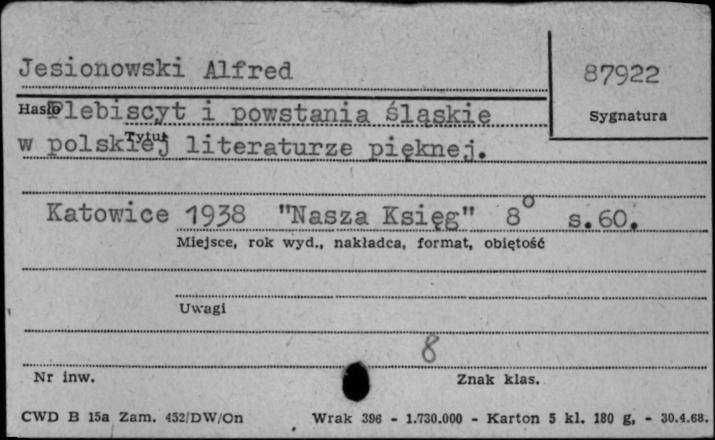 Jesionowski Alfred
87922
Hasło
Plebiscyt i powstania śląskie
Sygnatura
Tytuł
w polskiej literaturze pięknej.
Katowice 1938 "Nasza Księg" 8° s.60.
Miejsce, rok wyd., nakładca, format, objętość
Uwagi
8
Nr inw.
Znak klas.
CWD B 15a Zam. 452/DW/On Wrak 396 - 1.730.000 - Karton 5 kl. 180 g, - 30.4.68.